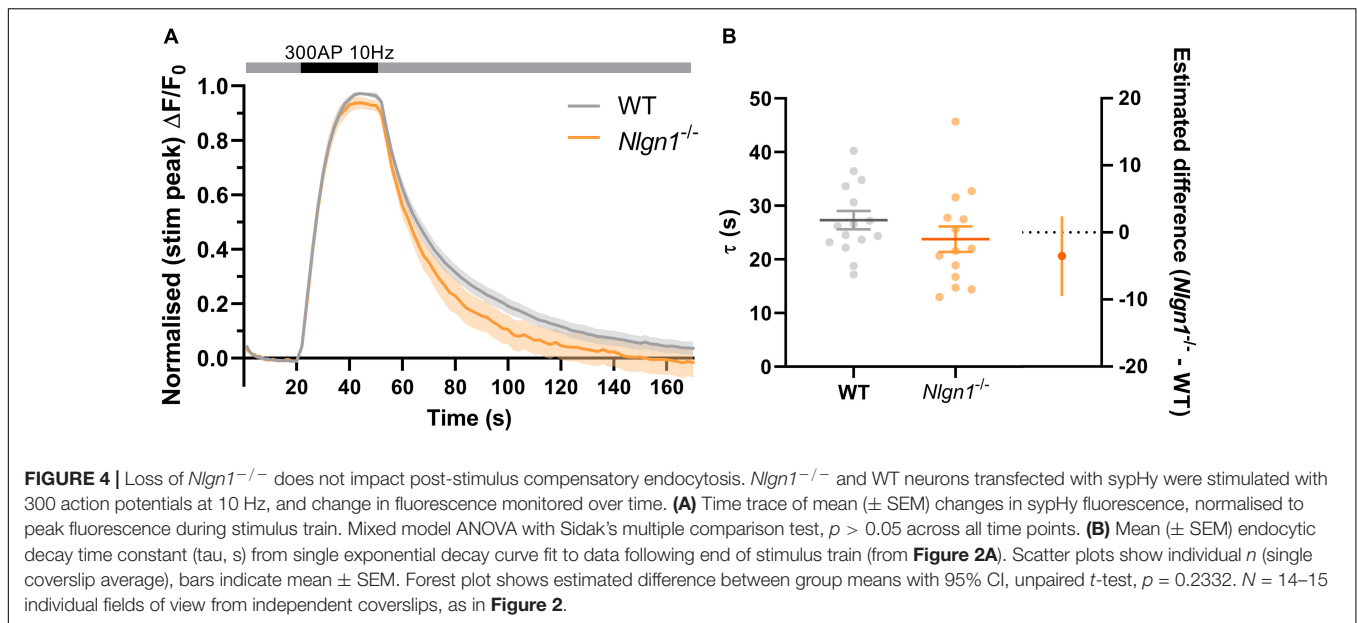 A
B
300AP 10Hz
Normalised (stim peak) ΔF/F0
1.0
0.8
0.6
0.4
0.2
0.0
20
40
60
80
100
120
140
160
Time (s)
WT
Nlgn1-/-
τ (s)
50
40
30
20
10
0
WT
Nlgn1-/-
20
10
0
-10
-20
Estimated difference (Nlgn1-/- - WT)
FIGURE 4 | Loss of Nlgn1−/− does not impact post-stimulus compensatory endocytosis. Nlgn1−/− and WT neurons transfected with sypHy were stimulated with
300 action potentials at 10 Hz, and change in fluorescence monitored over time. (A) Time trace of mean (± SEM) changes in sypHy fluorescence, normalised to
peak fluorescence during stimulus train. Mixed model ANOVA with Sidak's multiple comparison test, p > 0.05 across all time points. (B) Mean (± SEM) endocytic
decay time constant (tau, s) from single exponential decay curve fit to data following end of stimulus train (from Figure 2A). Scatter plots show individual n (single
coverslip average), bars indicate mean ± SEM. Forest plot shows estimated difference between group means with 95% CI, unpaired t-test, p = 0.2332. N = 14–15
individual fields of view from independent coverslips, as in Figure 2.